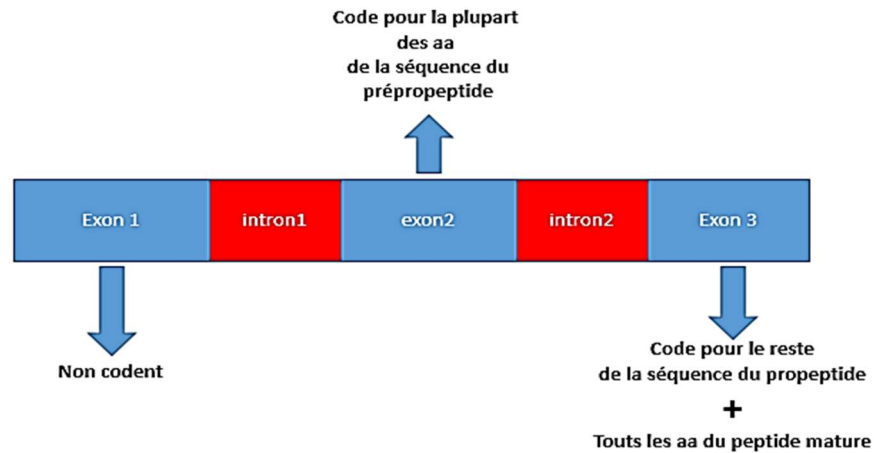 Code pour la plupart
des aa
de la séquence du
prépropeptide
Exon 1
intron1
exon2
intron2
Exon 3
Non codent
Code pour le reste
de la séquence du propeptide
+
Touts les aa du peptide mature